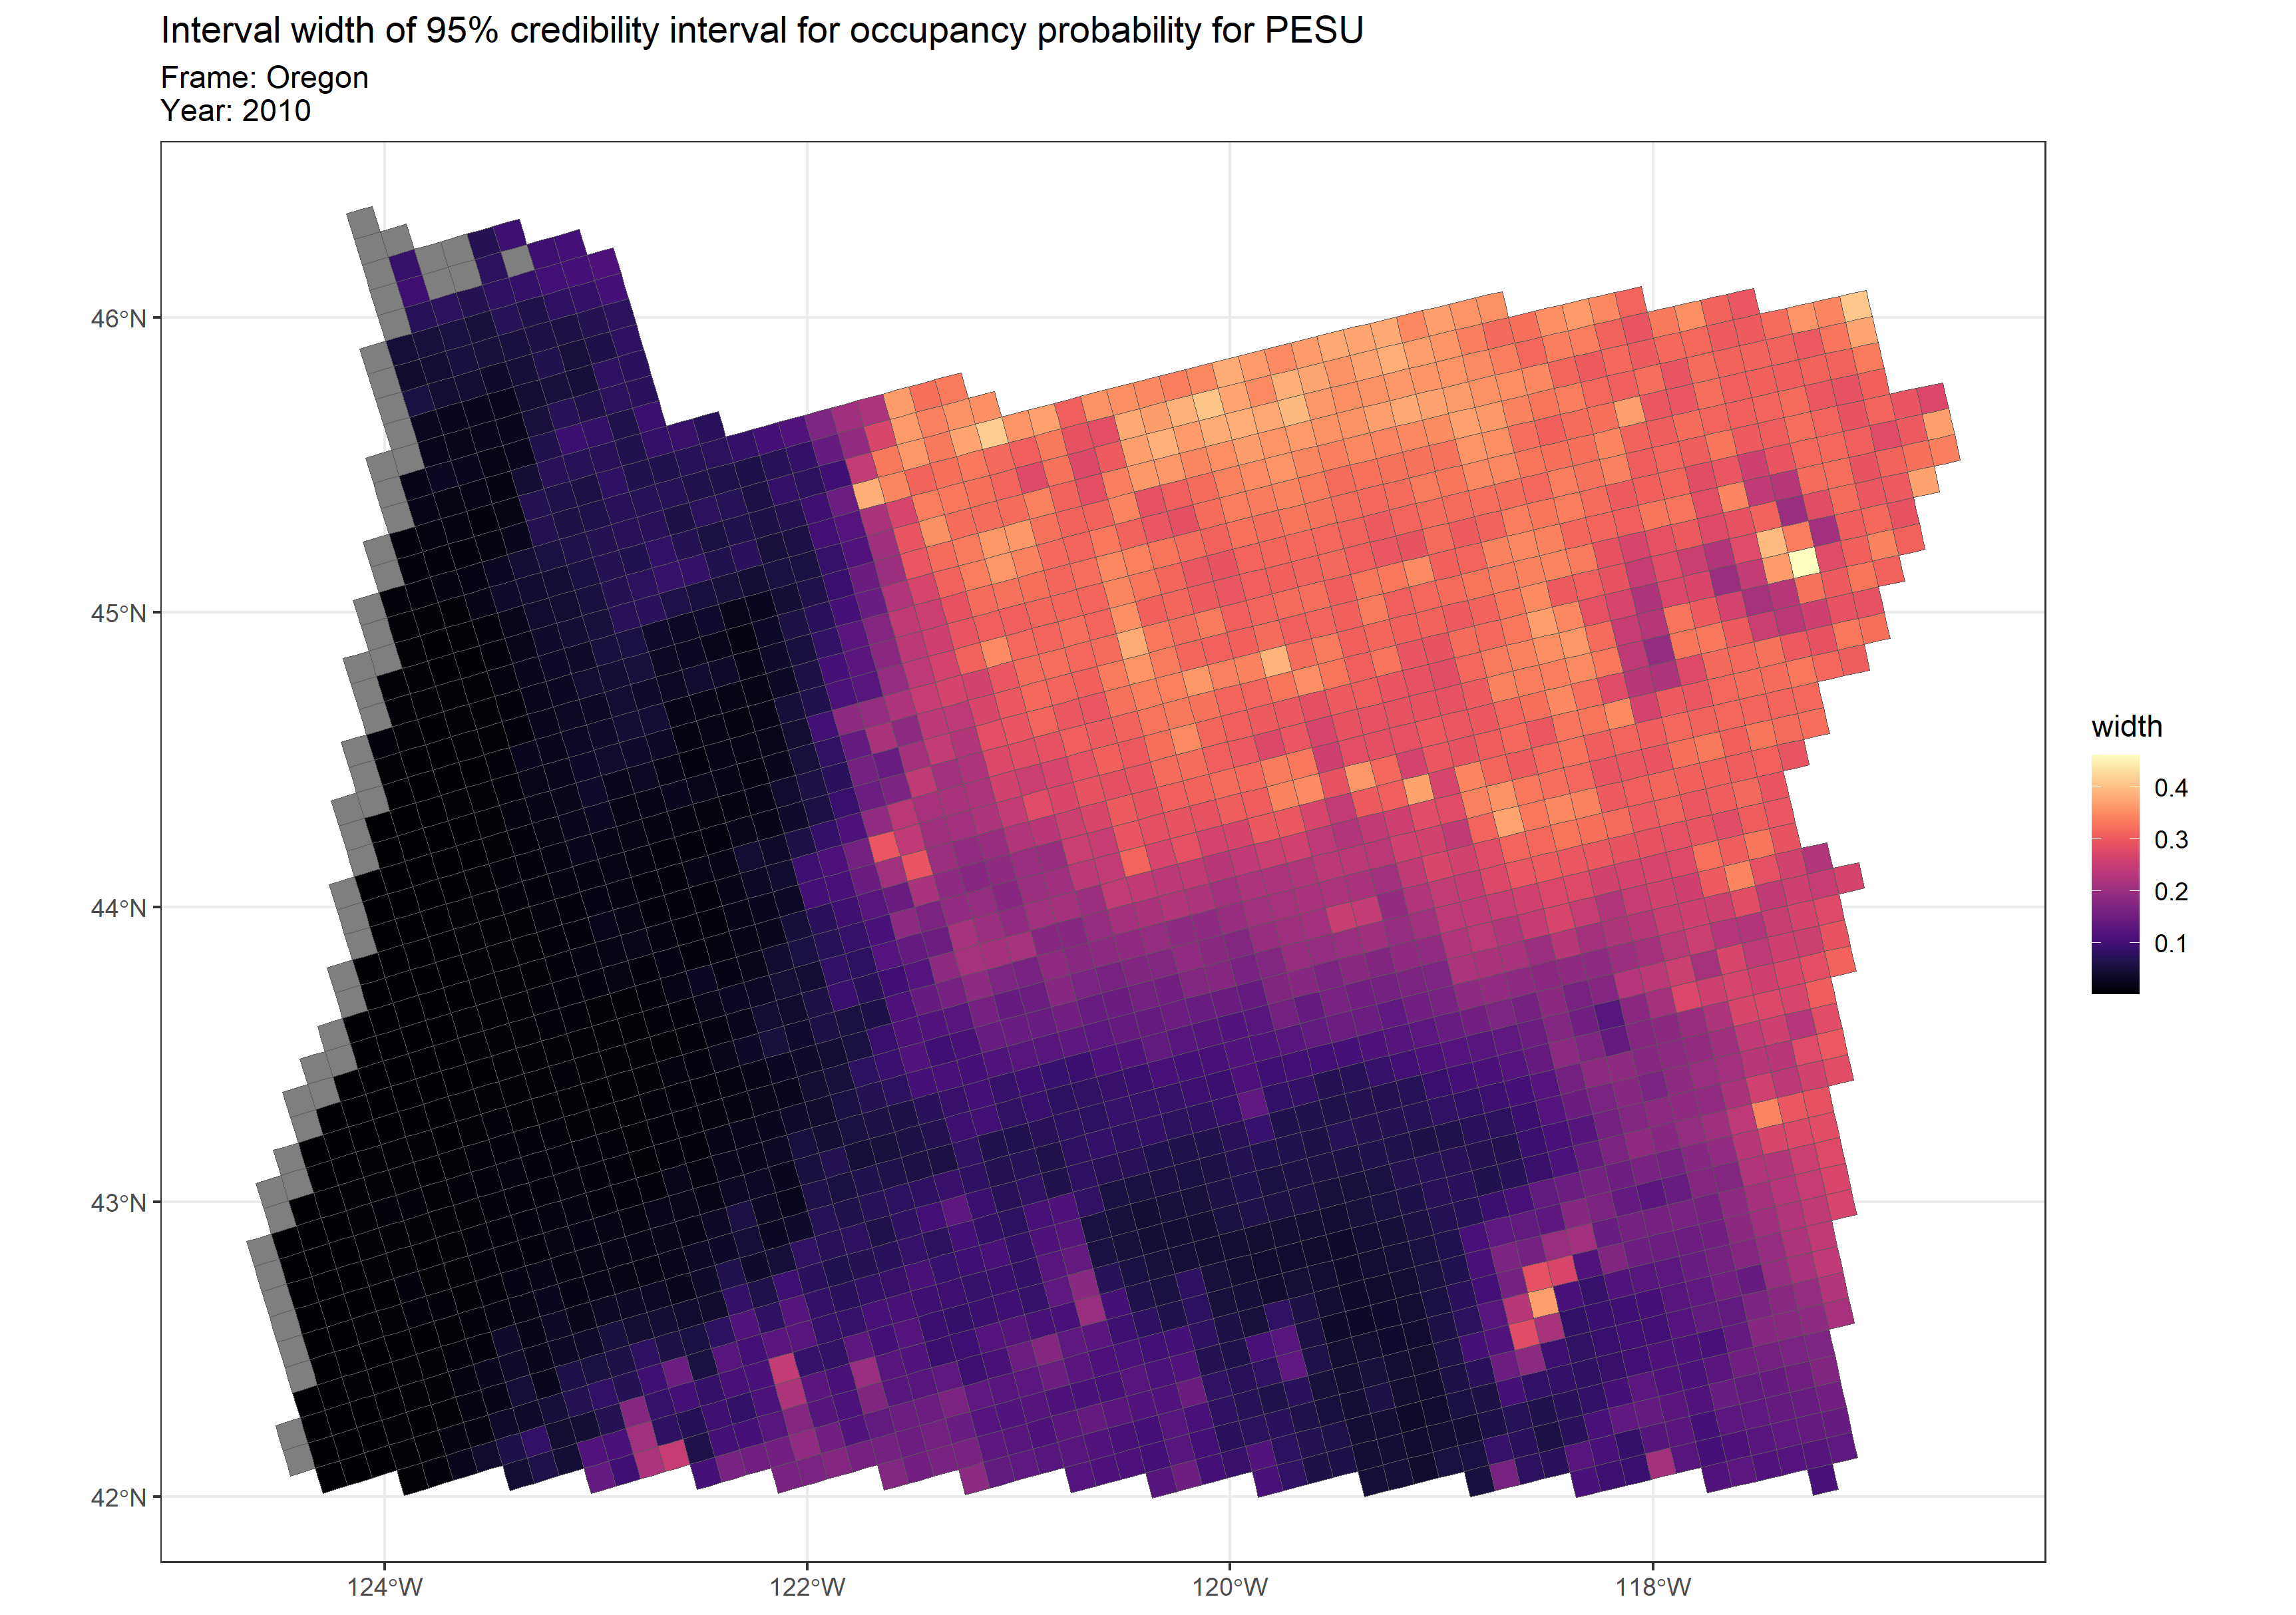 Interval width of 95% credibility interval for occupancy probability for PESU
Frame: Oregon
Year: 2010
46°N
45°N
44°N
43°N
42°N
124°W
122°W
120°W
118°W
width
0.4
0.3
0.2
0.1